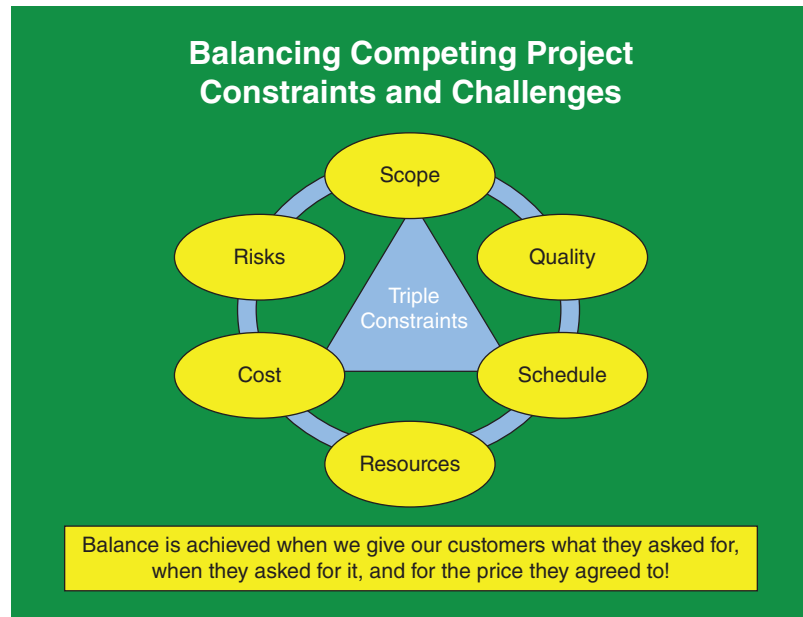 Balancing Competing Project
Constraints and Challenges
Scope
Risks
Quality
Triple
Constraints
Cost
Schedule
Resources
Balance is achieved when we give our customers what they asked for,
when they asked for it, and for the price they agreed to!